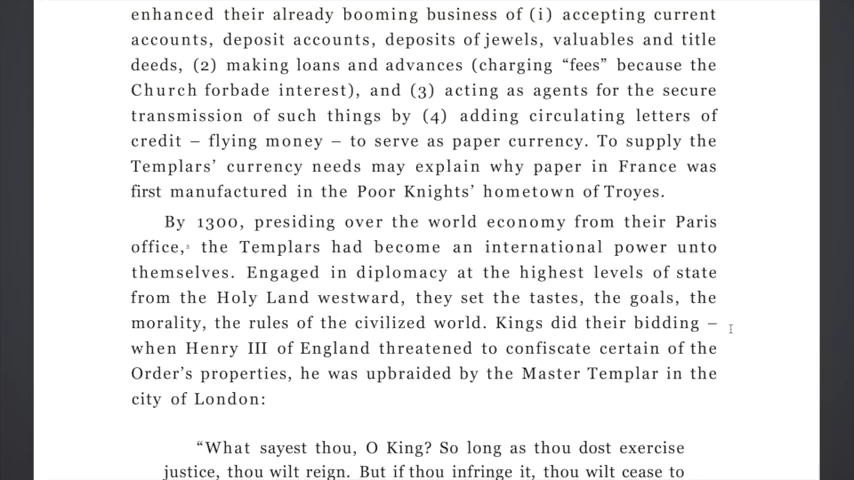 enhanced their already booming business of (i) accepting current
accounts, deposit accounts, deposits of jewels, valuables and title
deeds, (2) making loans and advances (charging “fees” because the
Church forbade interest), and (3) acting as agents for the secure
transmission of such things by (4) adding circulating letters of
credit – flying money – to serve as paper currency. To supply the
Templars’ currency needs may explain why paper in France was
first manufactured in the Poor Knights’ hometown of Troyes.
By 1300, presiding over the world economy from their Paris
office, the Templars had become an international power unto
themselves. Engaged in diplomacy at the highest levels of state
from the Holy Land westward, they set the tastes, the goals, the
morality, the rules of the civilized world. Kings did their bidding –
when Henry III of England threatened to confiscate certain of the
Order’s properties, he was upbraided by the Master Templar in the
city of London:
“What sayest thou, O King? So long as thou dost exercise
justice, thou wilt reign. But if thou infringe it, thou wilt cease to